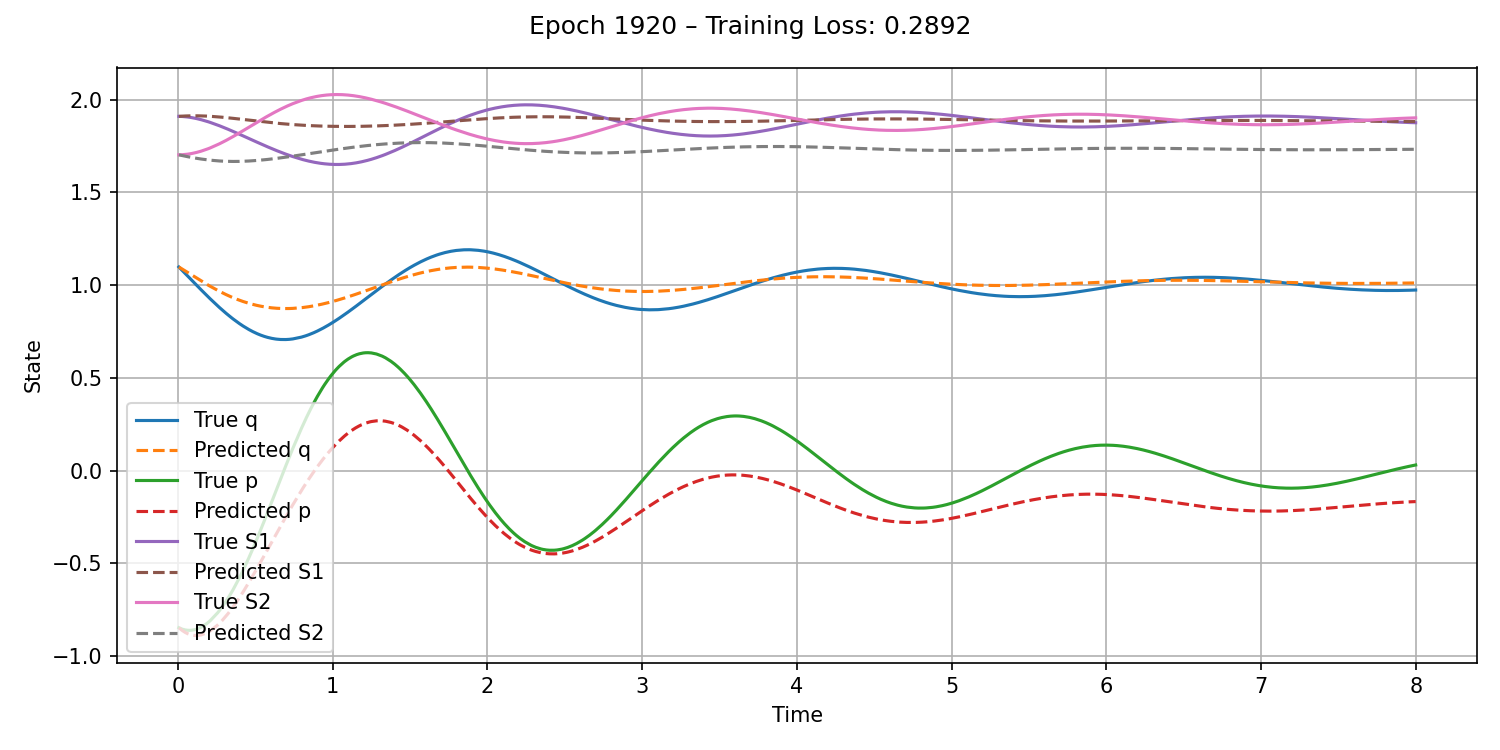 Epoch 1920 – Training Loss: 0.2892
State
2.0
1.5
1.0
0.5
0.0
−0.5
−1.0
True q
Predicted q
True p
Predicted p
True S1
Predicted S1
True S2
Predicted S2
0 1 2 3 4 5 6 7 8
Time